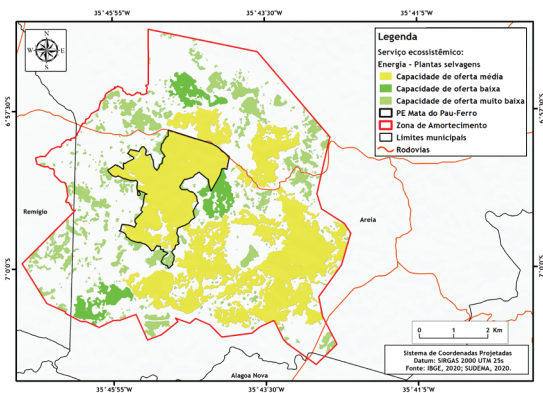 35°45'55"
35°43'30"
35°41'5"
N
W
E
S
Legenda
Serviço ecossistêmico:
Energia - Plantas selvagens
Capacidade de oferta média
Capacidade de oferta baixa
Capacidade de oferta muito baixa
PE Mata do Pau-Ferro
Zona de Amortecimento
Limites municipais
Rodovias
6°57'30"S
6°57'30"S
Remígio
Areia
7°0'0"S
7°0'0"S
0 1 2 Km
Sistema de Coordenadas Projetadas
Datum: SIRGAS 2000 UTM 25s
Fonte: IBGE, 2020; SUDEMA, 2020.
Alagoa Nova
35°45'55"
35°43'30"
35°41'5"